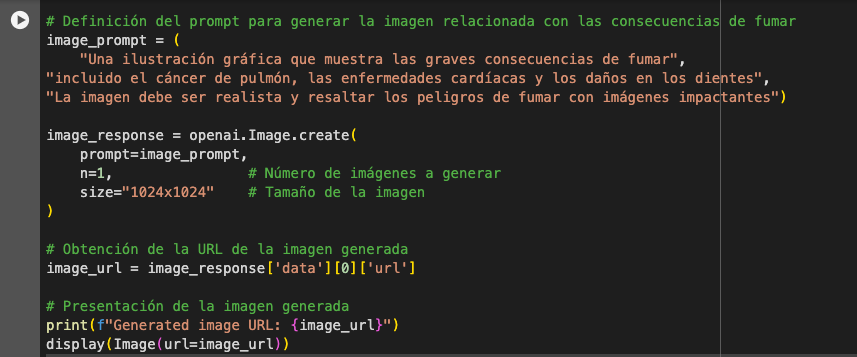 # Definición del prompt para generar la imagen relacionada con las consecuencias de fumar
image_prompt = (
    "Una ilustración gráfica que muestra las graves consecuencias de fumar",
"incluido el cáncer de pulmón, las enfermedades cardíacas y los daños en los dientes",
"La imagen debe ser realista y resaltar los peligros de fumar con imágenes impactantes")

image_response = openai.Image.create(
    prompt=image_prompt,
    n=1,                # Número de imágenes a generar
    size="1024x1024"    # Tamaño de la imagen
)

# Obtención de la URL de la imagen generada
image_url = image_response['data'][0]['url']

# Presentación de la imagen generada
print(f"Generated image URL: {image_url}")
display(Image(url=image_url))